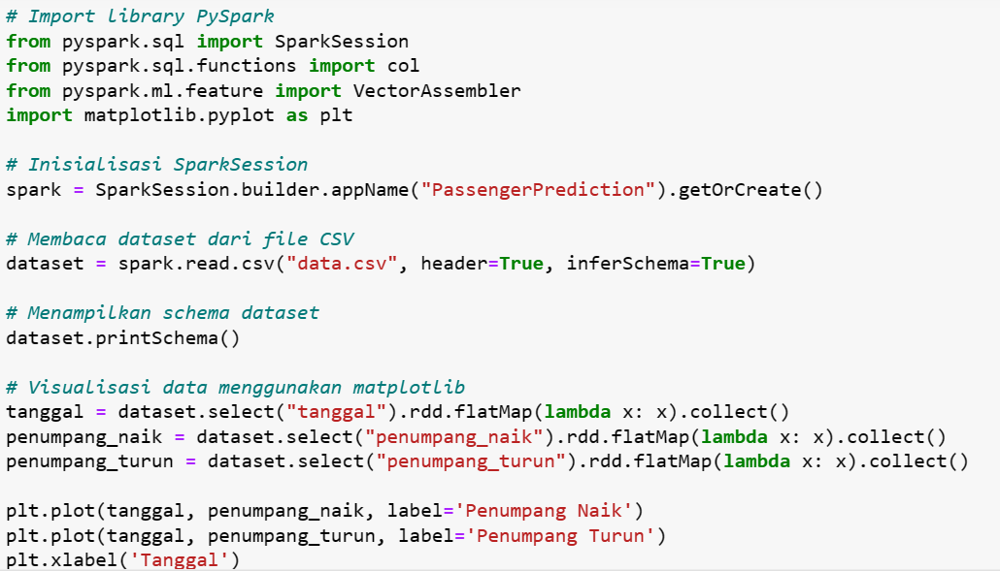 # Import library PySpark
from pyspark.sql import SparkSession
from pyspark.sql.functions import col
from pyspark.ml.feature import VectorAssembler
import matplotlib.pyplot as plt
# Inisialisasi SparkSession
spark = SparkSession.builder.appName("PassengerPrediction").getOrCreate()
# Membaca dataset dari file CSV
dataset = spark.read.csv("data.csv", header=True, inferSchema=True)
# Menampilkan schema dataset
dataset.printSchema()
# Visualisasi data menggunakan matplotlib
tanggal = dataset.select("tanggal").rdd.flatMap(lambda x: x).collect()
penumpang_naik = dataset.select("penumpang_naik").rdd.flatMap(lambda x: x).collect()
penumpang_turun = dataset.select("penumpang_turun").rdd.flatMap(lambda x: x).collect()
plt.plot(tanggal, penumpang_naik, label='Penumpang Naik')
plt.plot(tanggal, penumpang_turun, label='Penumpang Turun')
plt.xlabel('Tanggal')